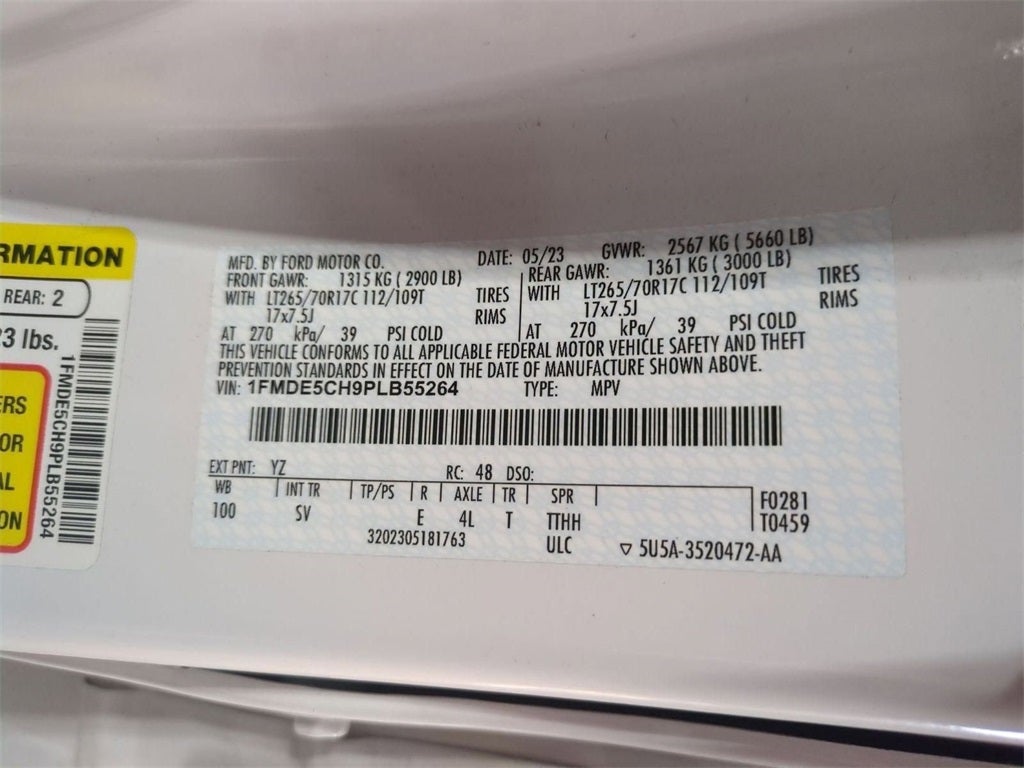 RMATION
REAR: 2
3 lbs.
ERS
OR
AL
ON
1FMDE5CH9PLB55264
MFD. BY FORD MOTOR CO. DATE: 05/23 GVWR: 2567 KG ( 5660 LB)
FRONT GAWR: 1315 KG ( 2900 LB) REAR GAWR: 1361 KG ( 3000 LB)
WITH LT265/70R17C 112/109T TIRES WITH LT265/70R17C 112/109T TIRES
17x7.5J RIMS 17x7.5J RIMS
AT 270 kPa/ 39 PSI COLD AT 270 kPa/ 39 PSI COLD
THIS VEHICLE CONFORMS TO ALL APPLICABLE FEDERAL MOTOR VEHICLE SAFETY AND THEFT
PREVENTION STANDARDS IN EFFECT ON THE DATE OF MANUFACTURE SHOWN ABOVE.
VIN: 1FMDE5CH9PLB55264 TYPE: MPV
EXT PNT: YZ RC: 48 DSO:
WB INT TR TP/PS R AXLE TR SPR F0281
100 SV E 4L T TTHH T0459
3202305181763 ULC 5U5A-3520472-AA